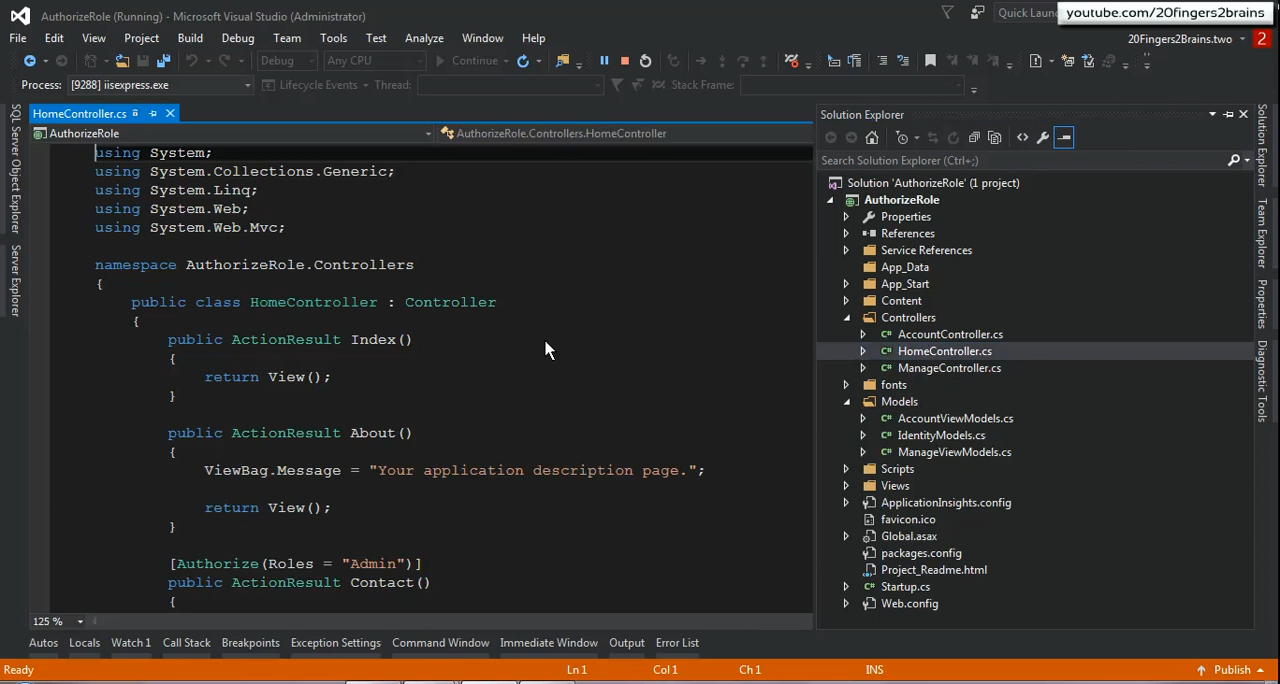 AuthorizeRole (Running) - Microsoft Visual Studio (Administrator)
Quick Laun
youtube.com/20fingers2brains
File Edit View Project Build Debug Team Tools Test Analyze Window Help
20Fingers2Brains.two 2
Debug Any CPU Continue
Process: [9288] iisexpress.exe Lifecycle Events Thread: Stack Frame:
HomeController.cs
AuthorizeRole AuthorizeRole.Controllers.HomeController
using System;
using System.Collections.Generic;
using System.Linq;
using System.Web;
using System.Web.Mvc;
namespace AuthorizeRole.Controllers
{
public class HomeController : Controller
{
public ActionResult Index()
{
return View();
}
public ActionResult About()
{
ViewBag.Message = "Your application description page.";
return View();
}
[Authorize(Roles = "Admin")]
public ActionResult Contact()
{
125 %
SQL Server Object Explorer
Server Explorer
Solution Explorer
Search Solution Explorer (Ctrl+;)
Solution 'AuthorizeRole' (1 project)
AuthorizeRole
Properties
References
Service References
App_Data
App_Start
Content
Controllers
AccountController.cs
HomeController.cs
ManageController.cs
fonts
Models
AccountViewModels.cs
IdentityModels.cs
ManageViewModels.cs
Scripts
Views
ApplicationInsights.config
favicon.ico
Global.asax
packages.config
Project_Readme.html
Startup.cs
Web.config
Solution Explorer
Team Explorer
Properties
Diagnostic Tools
Autos Locals Watch 1 Call Stack Breakpoints Exception Settings Command Window Immediate Window Output Error List
Ready Ln 1 Col 1 Ch 1 INS Publish